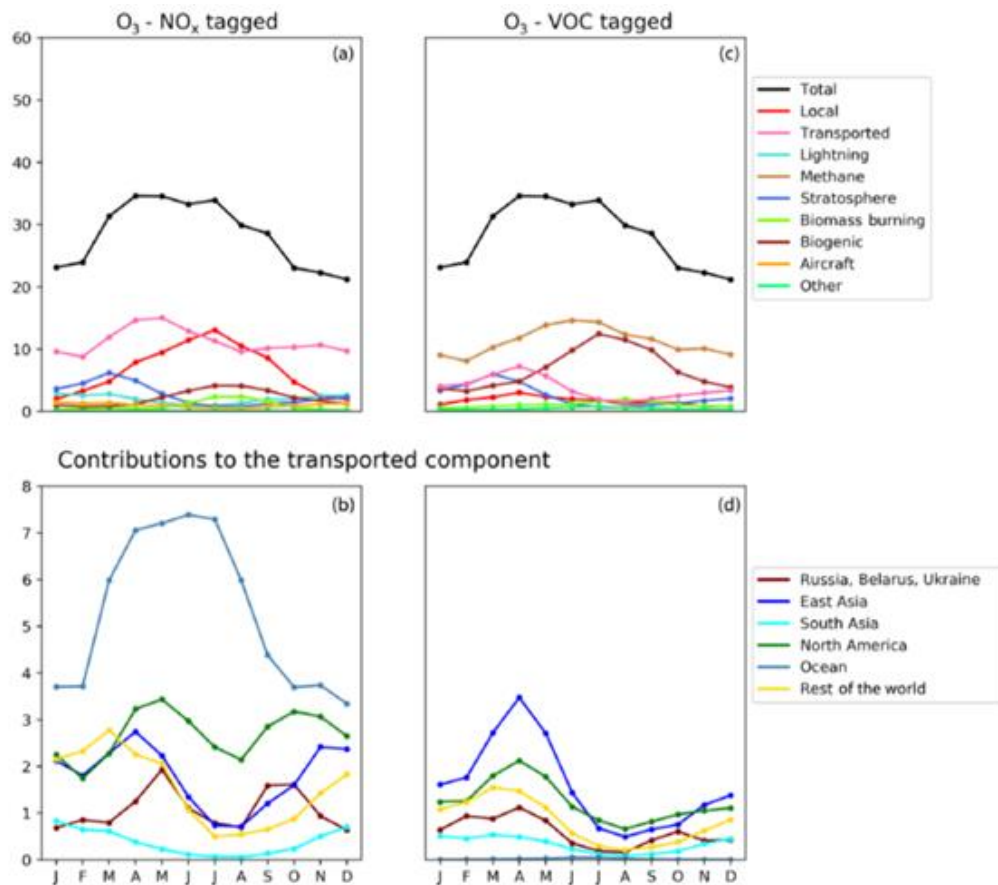 O₃ - NOₓ tagged
O₃ - VOC tagged
60
50
40
30
20
10
0
(a)
(c)
Total
Local
Transported
Lightning
Methane
Stratosphere
Biomass burning
Biogenic
Aircraft
Other
Contributions to the transported component
8
7
6
5
4
3
2
1
0
(b)
(d)
Russia, Belarus, Ukraine
East Asia
South Asia
North America
Ocean
Rest of the world
J F M A M J J A S O N D
J F M A M J J A S O N D